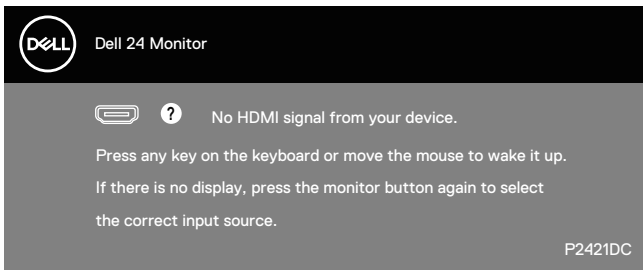 DELL
Dell 24 Monitor
? No HDMI signal from your device.
Press any key on the keyboard or move the mouse to wake it up.
If there is no display, press the monitor button again to select
the correct input source.
P2421DC